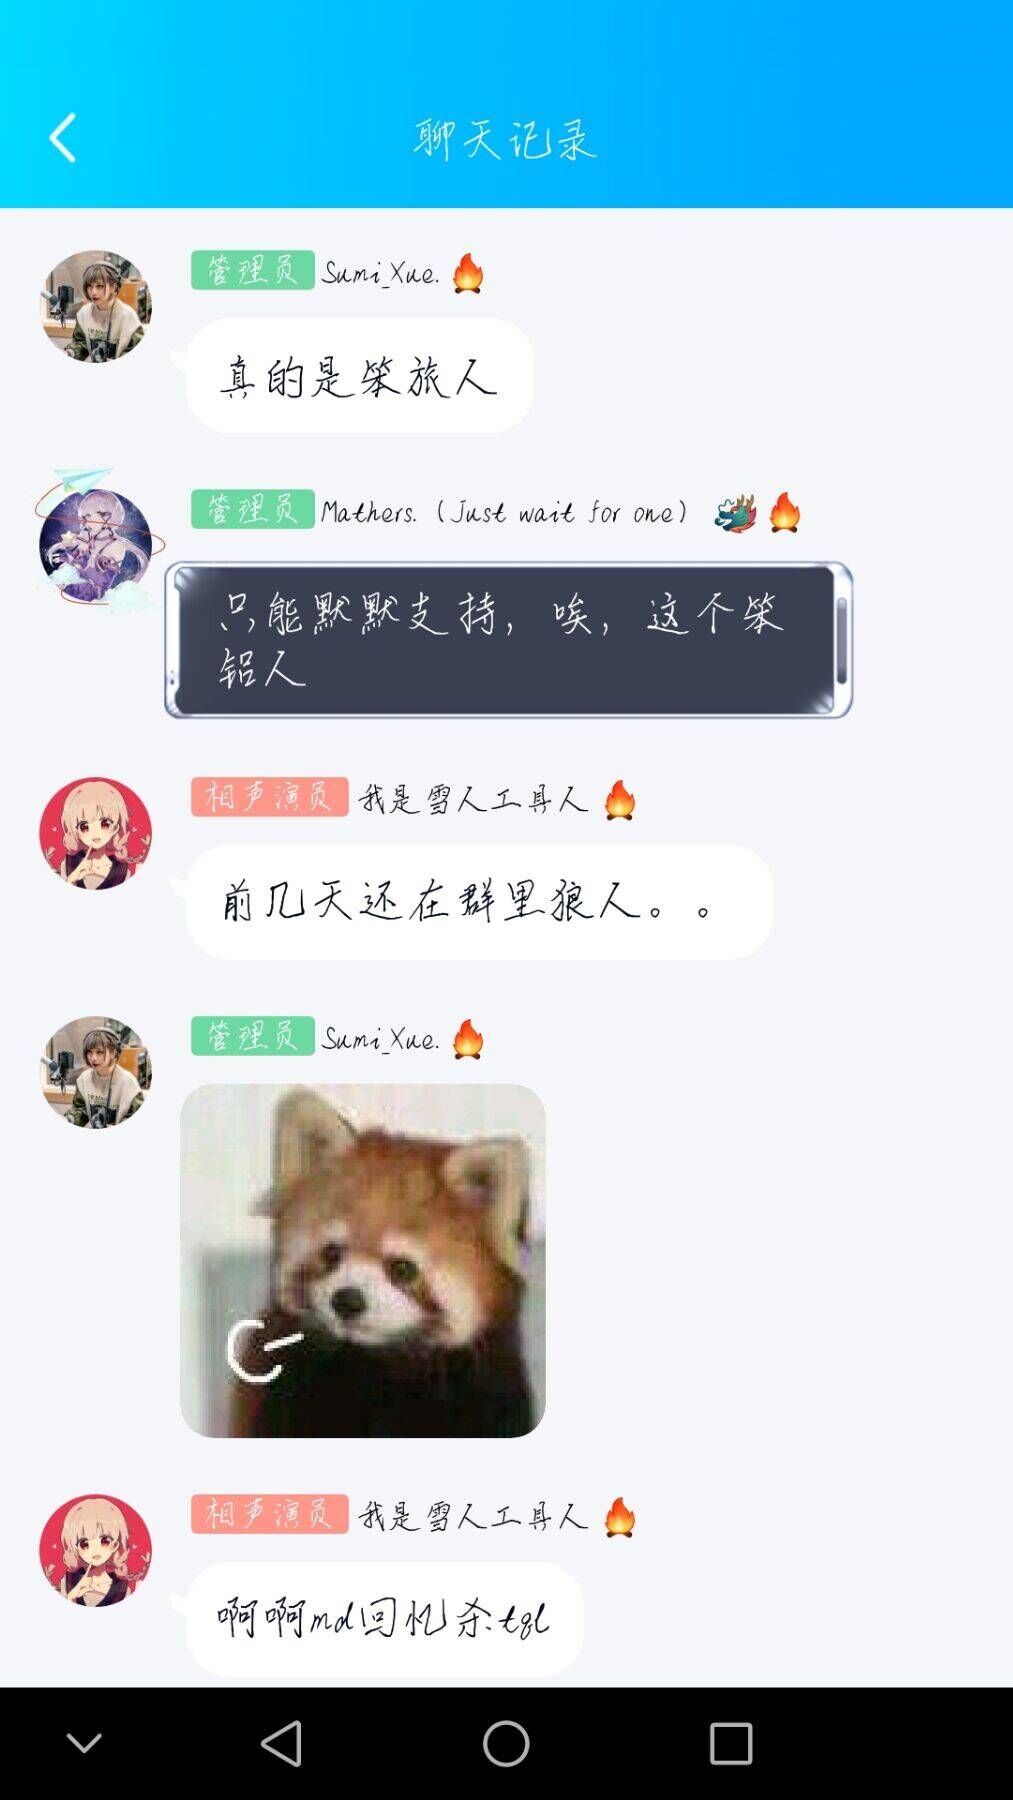 聊天记录
管理员 Sumi_Xue.
真的是笨旅人
管理员 Mathers. (Just wait for one)
只能默默支持，唉，这个笨
铝人
相声演员 我是雪人工具人
前几天还在群里狼人。。
管理员 Sumi_Xue.
相声演员 我是雪人工具人
啊啊md回忆杀tql